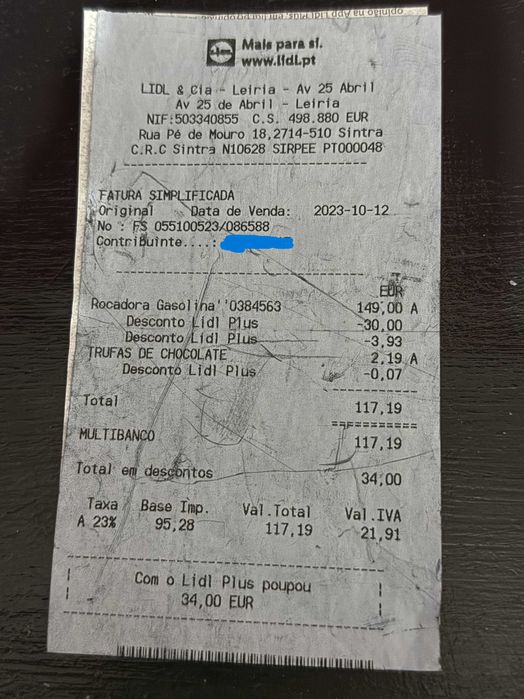 Mais para si.
www.lidl.pt
LIDL & Cia - Leiria - Av 25 Abril
Av 25 de Abril - Leiria
NIF:503340855 C.S. 498.880 EUR
Rua Pé de Mouro 18,2714-510 Sintra
C.R.C Sintra N10628 SIRPEE PT000048
FATURA SIMPLIFICADA
Original Data de Venda: 2023-10-12
No : FS 055100523/086588
Contribuinte....:
EUR
Rocadora Gasolina''0384563 149,00 A
Desconto Lidl Plus -30,00
Desconto Lidl Plus -3,93
TRUFAS DE CHOCOLATE 2,19 A
Desconto Lidl Plus -0,07
Total 117,19
MULTIBANCO 117,19
Total em descontos 34,00
Taxa Base Imp. Val.Total Val.IVA
A 23% 95,28 117,19 21,91
Com o Lidl Plus poupou
34,00 EUR